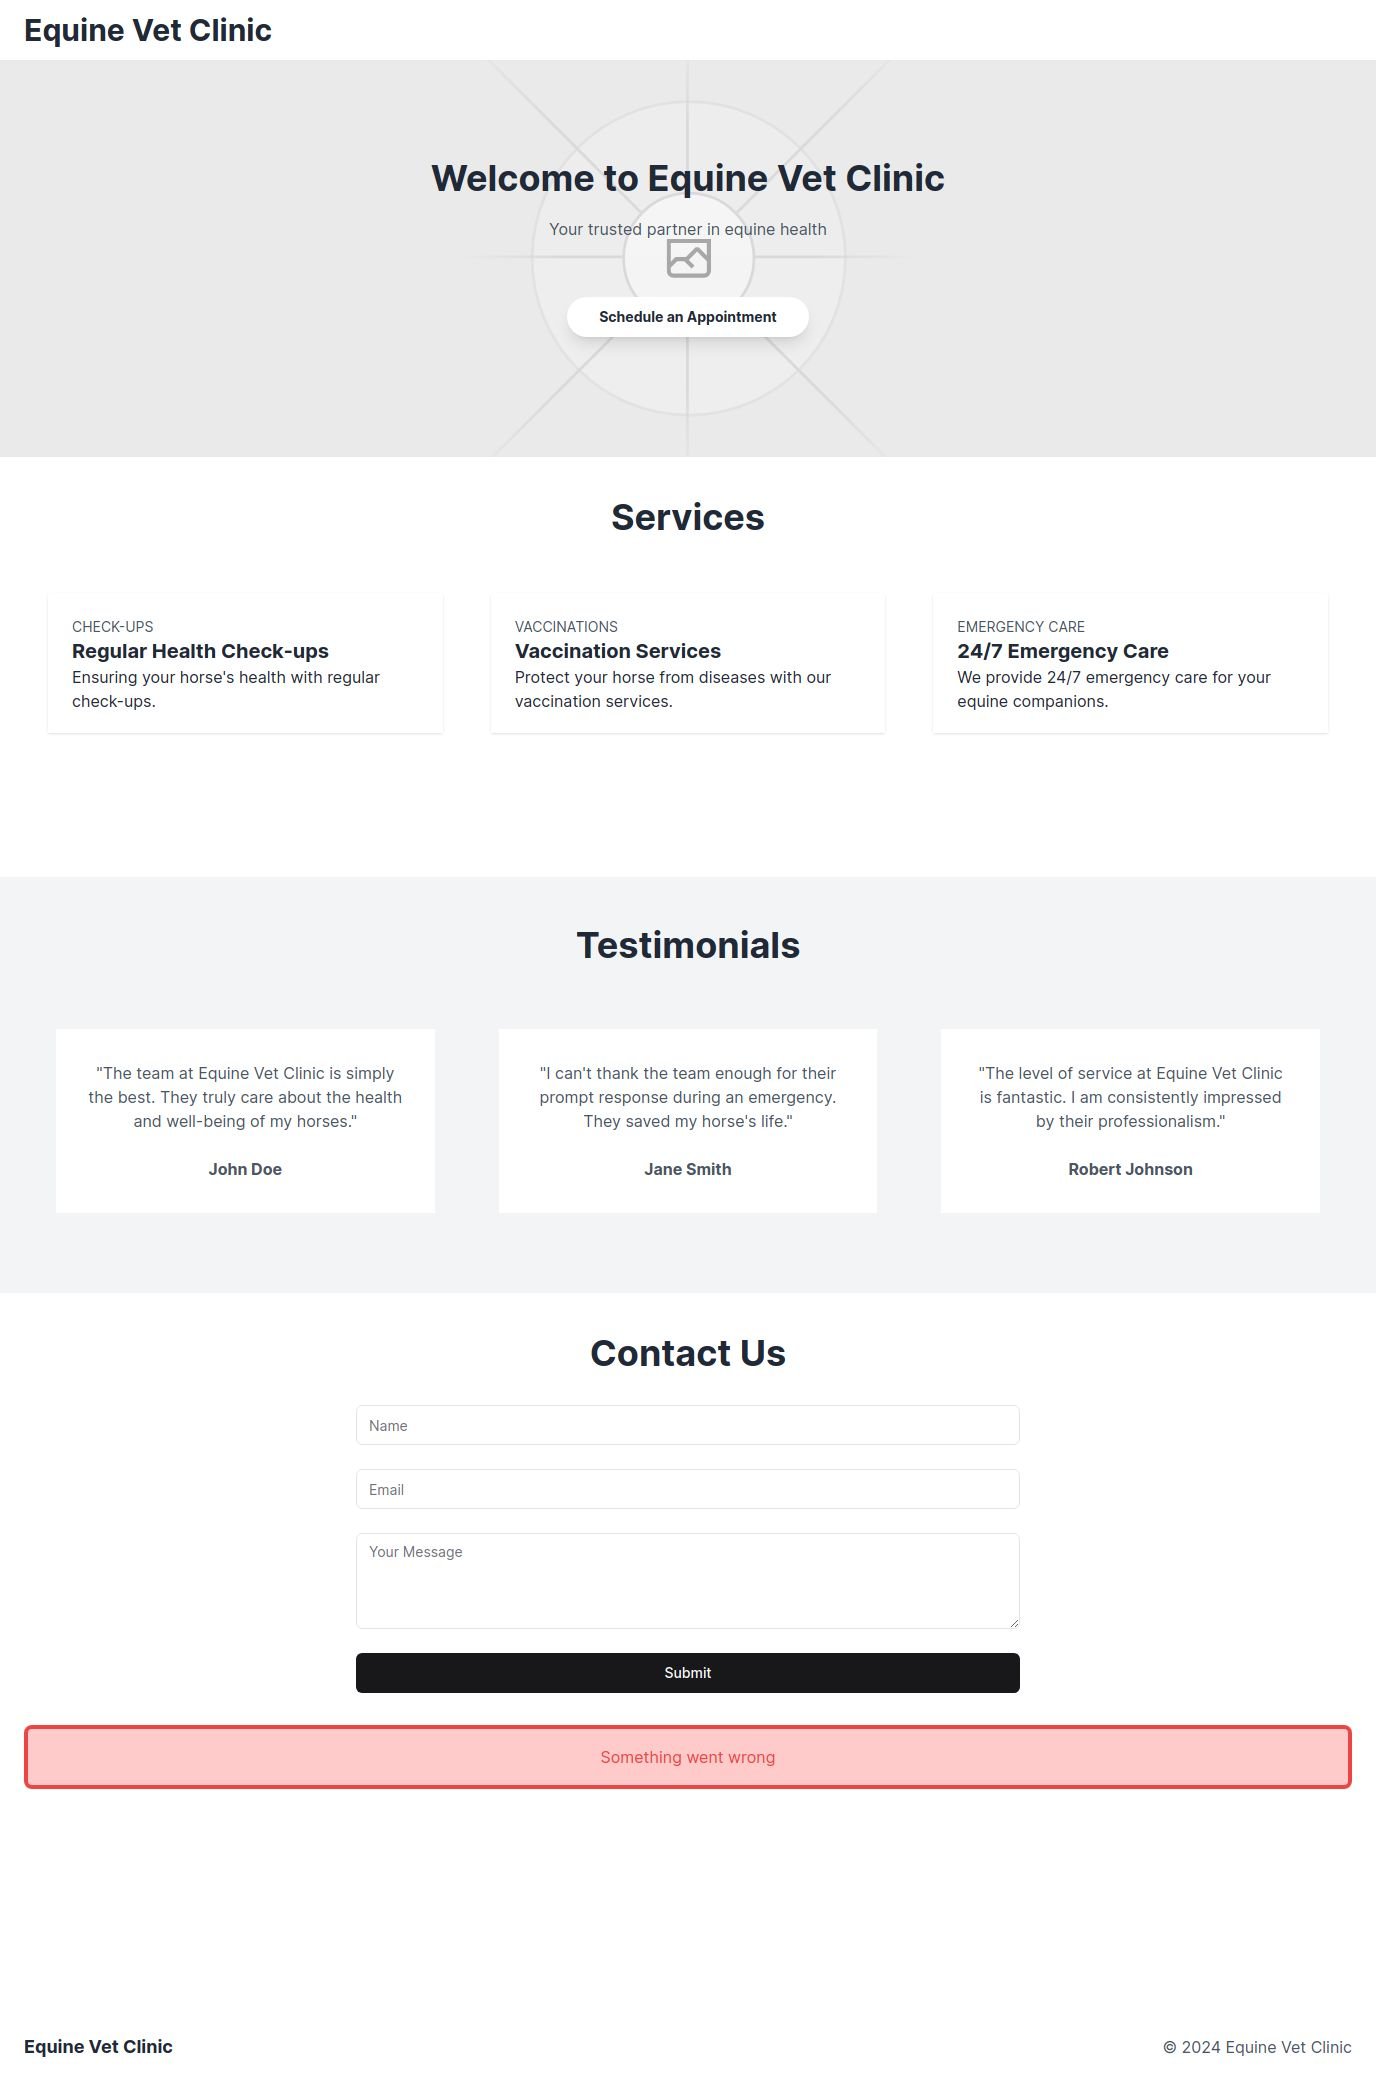 Equine Vet Clinic
Welcome to Equine Vet Clinic
Your trusted partner in equine health
Schedule an Appointment
Services
CHECK-UPS
Regular Health Check-ups
Ensuring your horse's health with regular
check-ups.
VACCINATIONS
Vaccination Services
Protect your horse from diseases with our
vaccination services.
EMERGENCY CARE
24/7 Emergency Care
We provide 24/7 emergency care for your
equine companions.
Testimonials
"The team at Equine Vet Clinic is simply
the best. They truly care about the health
and well-being of my horses."
John Doe
"I can't thank the team enough for their
prompt response during an emergency.
They saved my horse's life."
Jane Smith
"The level of service at Equine Vet Clinic
is fantastic. I am consistently impressed
by their professionalism."
Robert Johnson
Contact Us
Name
Email
Your Message
Submit
Something went wrong
Equine Vet Clinic
© 2024 Equine Vet Clinic